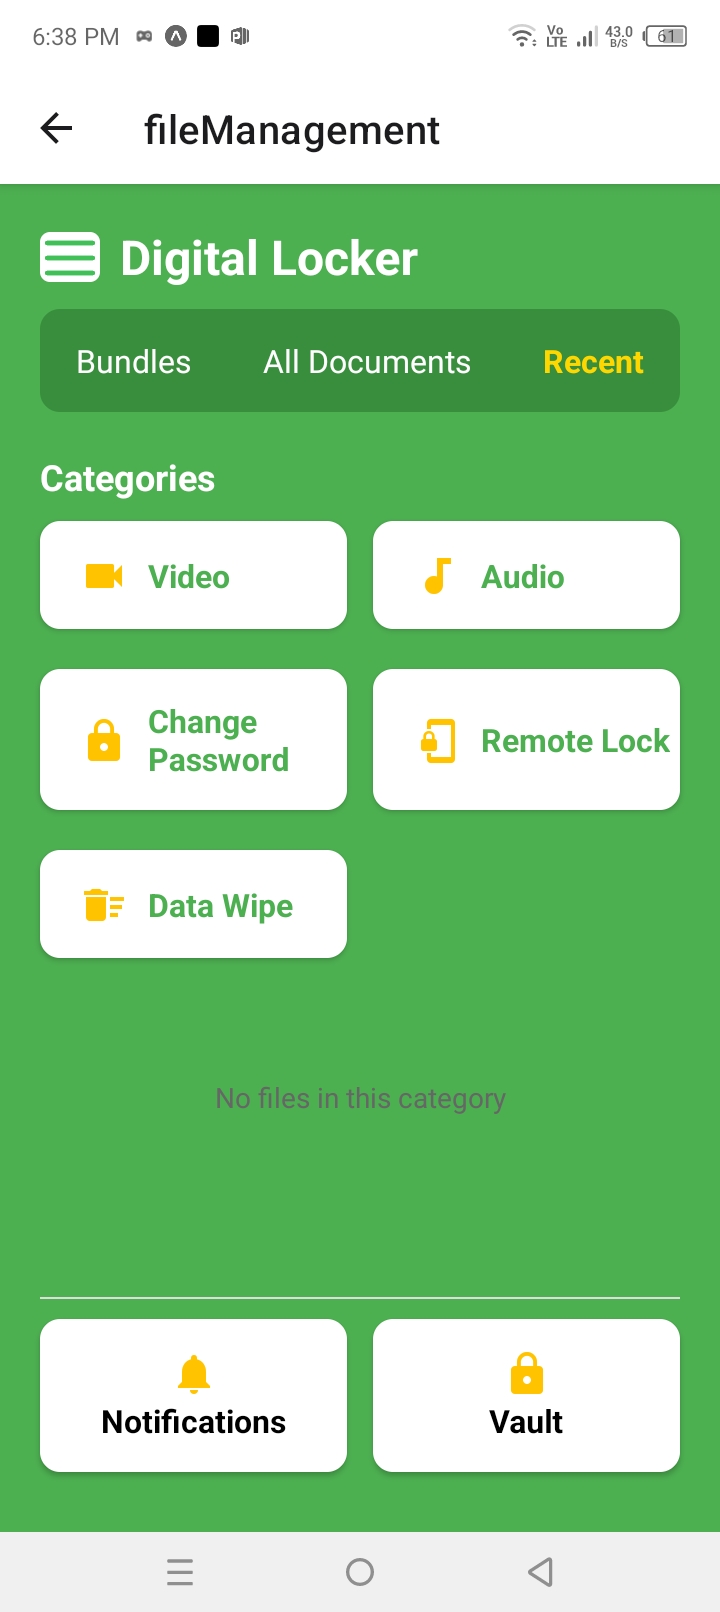 6:38 PM
Vo LTE
43.0 B/S
61
fileManagement
Digital Locker
Bundles All Documents Recent
Categories
Video Audio
Change
Password
Remote Lock
Data Wipe
No files in this category
Notifications Vault